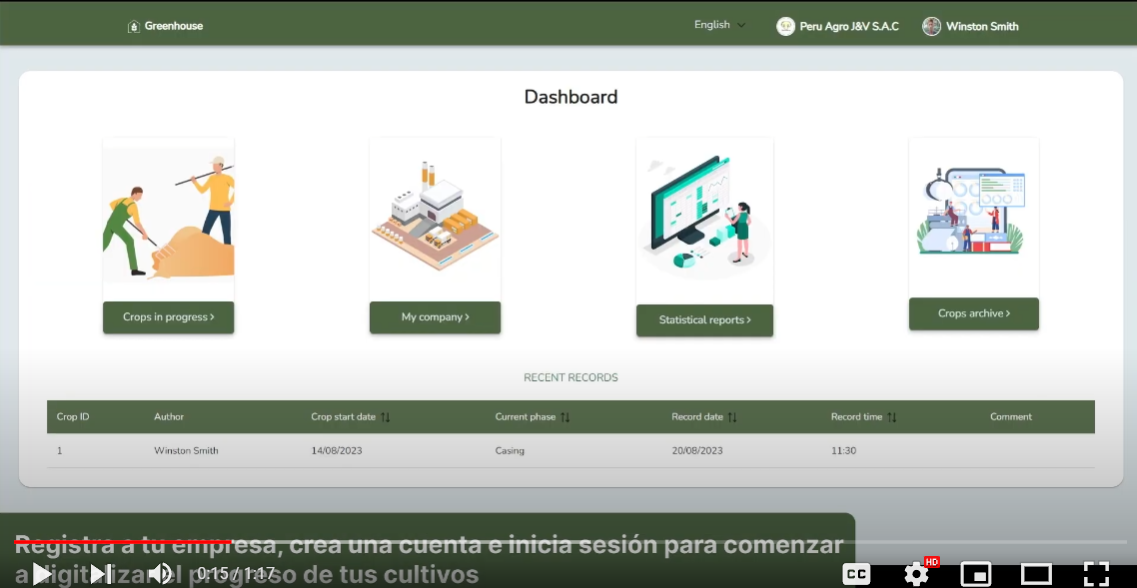 Greenhouse
English
Peru Agro J&V S.A.C
Winston Smith
Dashboard
Crops in progress >
My company >
Statistical reports >
Crops archive >
RECENT RECORDS
Crop ID Author Crop start date Current phase Record date Record time Comment
1 Winston Smith 14/08/2023 Casing 20/08/2023 11:30
Registra a tu empresa, crea una cuenta e inicia sesión para comenzar
a digitalizar el progreso de tus cultivos
0:15 / 1:17
CC
HD